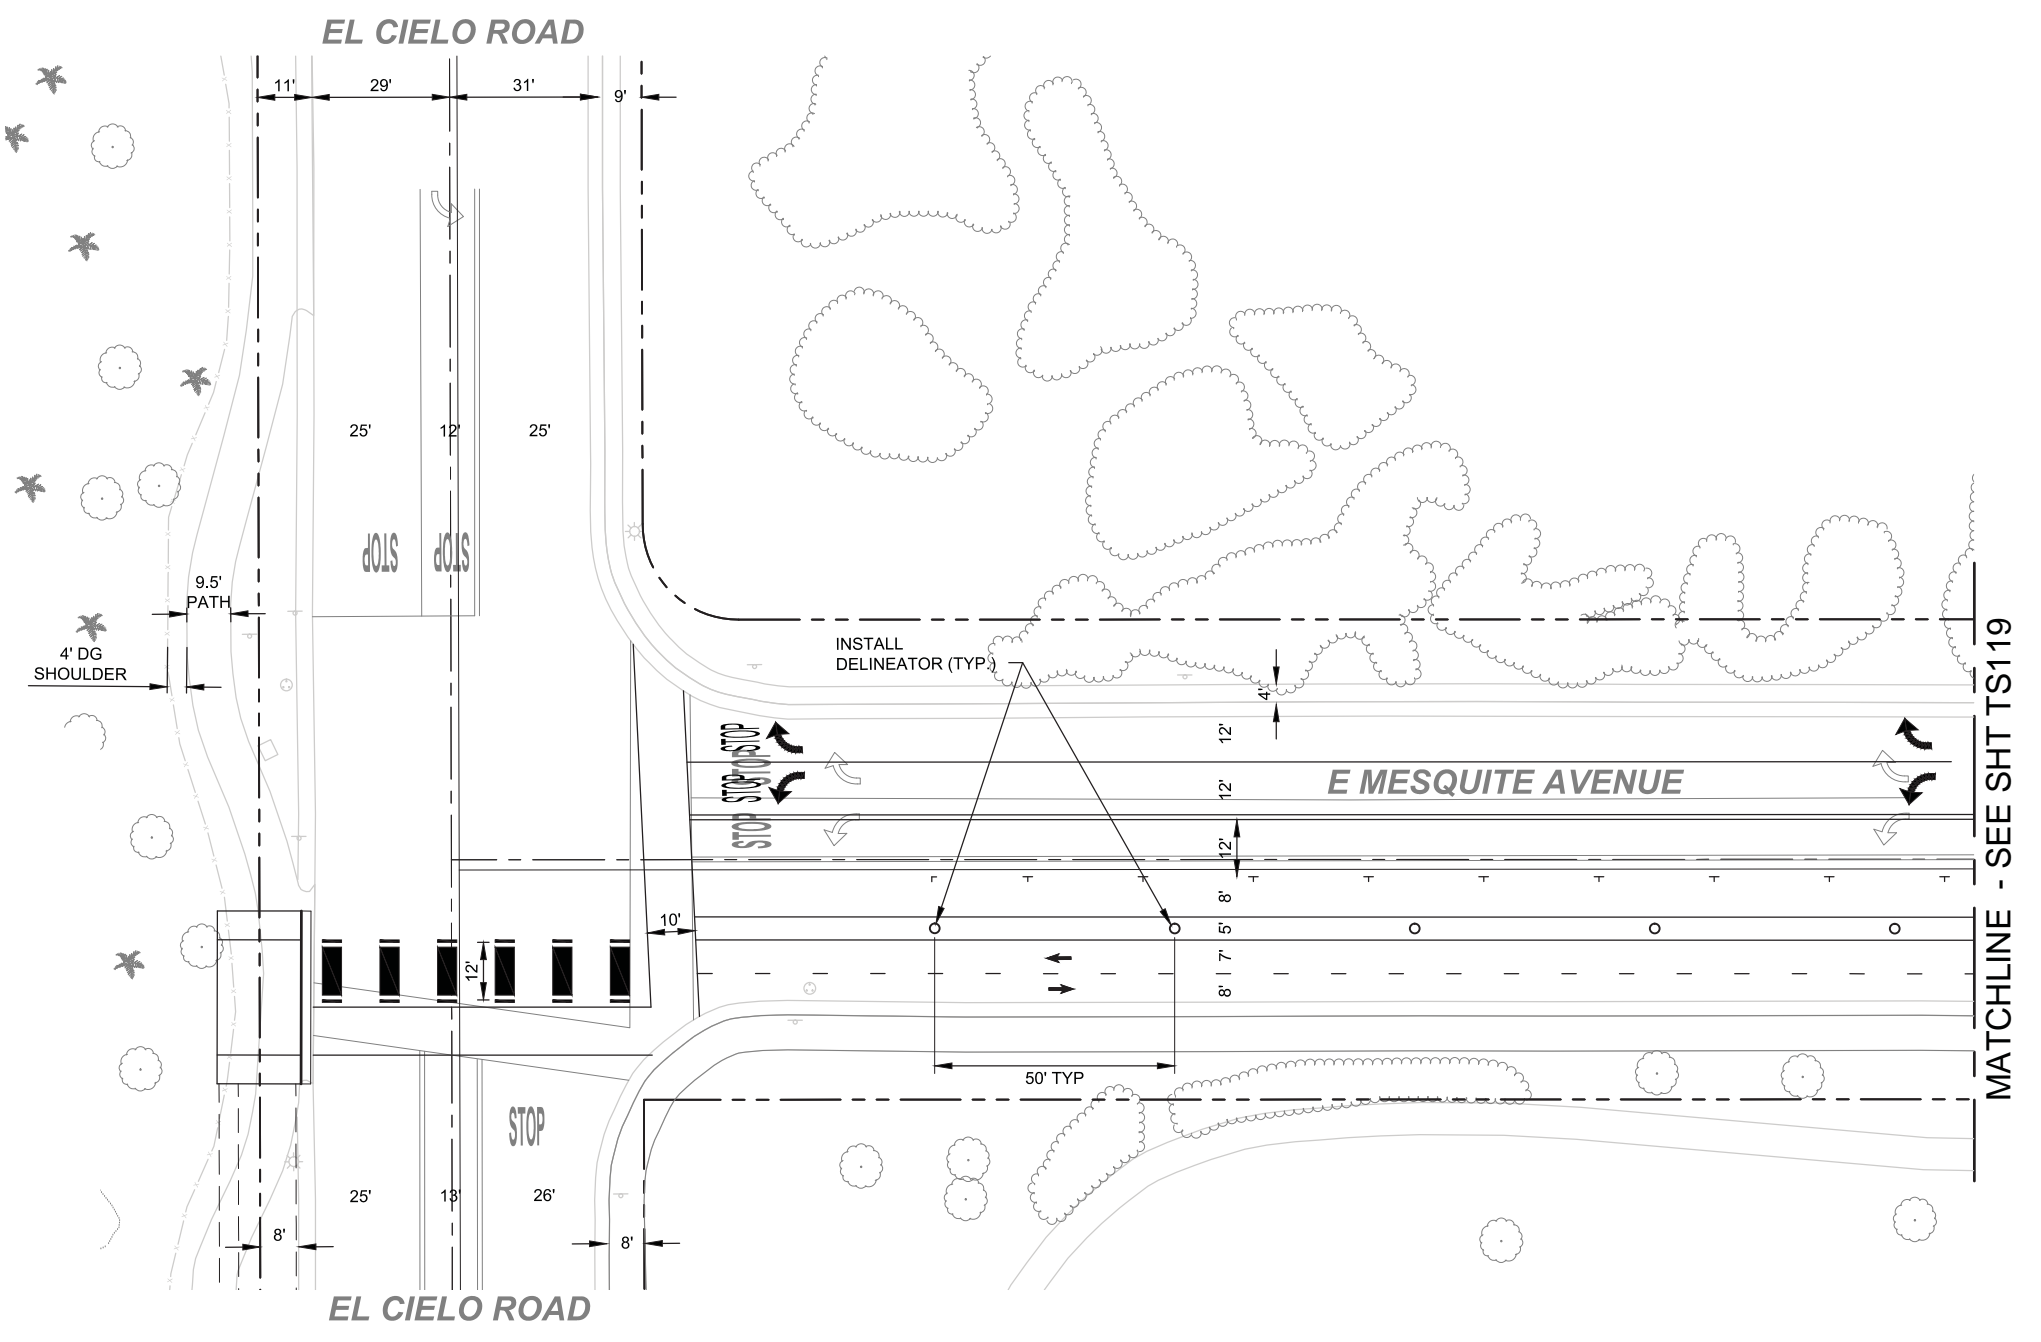 EL CIELO ROAD
11'
29'
31'
9'
25'
12'
25'
STOP
STOP
9.5'
PATH
4' DG
SHOULDER
INSTALL
DELINEATOR (TYP.)
4'
STOP
STOP
STOP
STOP
STOP
12'
12'
12'
E MESQUITE AVENUE
8'
5'
7'
8'
10'
12'
50' TYP
STOP
25'
13'
26'
8'
8'
EL CIELO ROAD
MATCHLINE - SEE SHT TS119